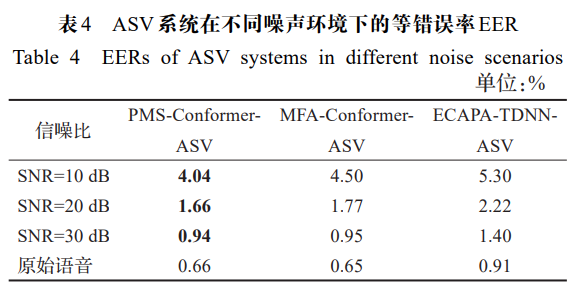 表4 ASV系统在不同噪声环境下的等错误率EER
Table 4 EERs of ASV systems in different noise scenarios
单位:%
信噪比 PMS-Conformer-ASV MFA-Conformer-ASV ECAPA-TDNN-ASV
SNR=10 dB 4.04 4.50 5.30
SNR=20 dB 1.66 1.77 2.22
SNR=30 dB 0.94 0.95 1.40
原始语音 0.66 0.65 0.91